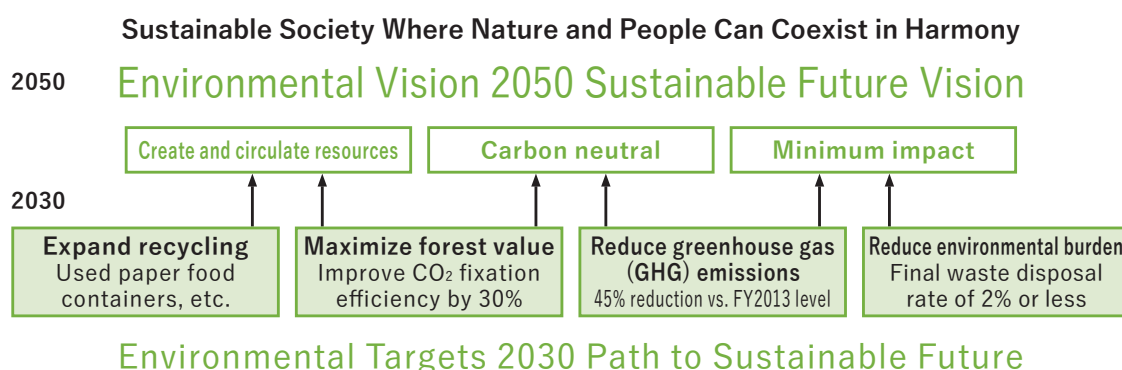 Sustainable Society Where Nature and People Can Coexist in Harmony
2050
Environmental Vision 2050 Sustainable Future Vision
Create and circulate resources
Carbon neutral
Minimum impact
2030
Expand recycling
Used paper food
containers, etc.
Maximize forest value
Improve CO₂ fixation
efficiency by 30%
Reduce greenhouse gas
(GHG) emissions
45% reduction vs. FY2013 level
Reduce environmental burden
Final waste disposal
rate of 2% or less
Environmental Targets 2030 Path to Sustainable Future